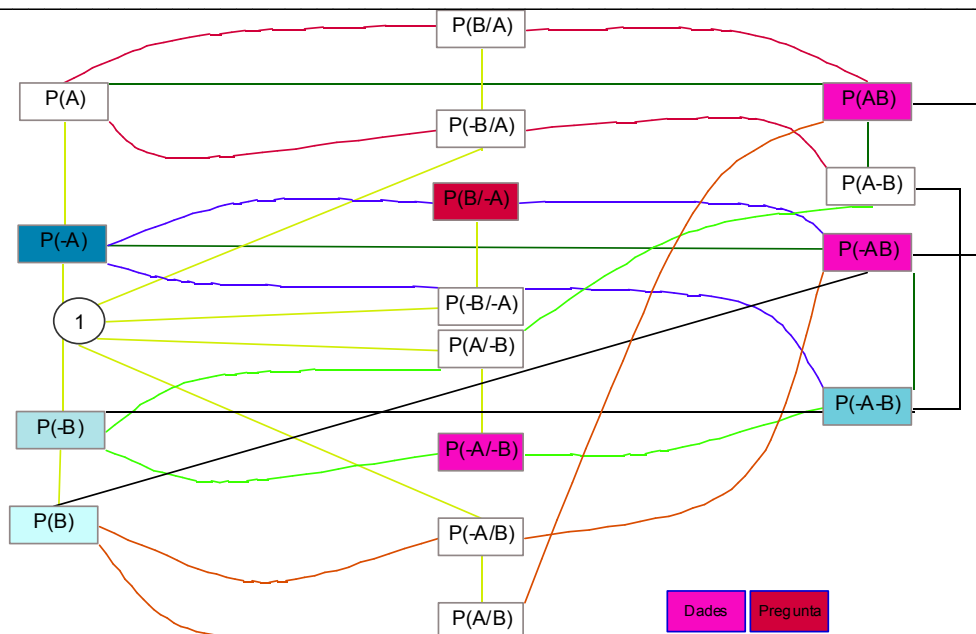 P(B/A)
P(A)
P(AB)
P(-B/A)
P(A-B)
P(B/-A)
P(-A)
P(-AB)
P(-B/-A)
1
P(A/-B)
P(-A-B)
P(-B)
P(-A/-B)
P(B)
P(-A/B)
P(A/B)
Dades
Pregunta